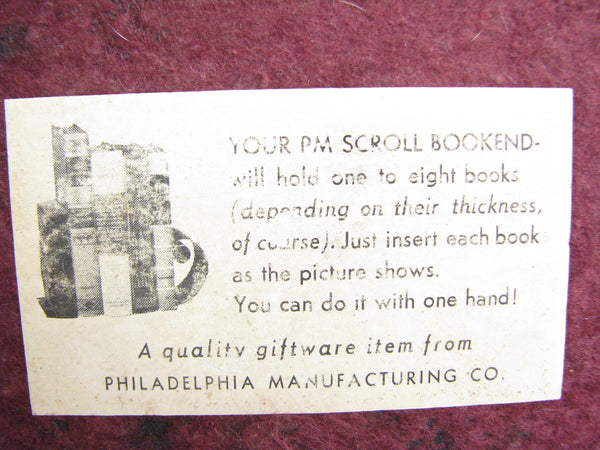 YOUR PM SCROLL BOOKEND-
will hold one to eight books
(depending on their thickness,
of course). Just insert each book
as the picture shows.
You can do it with one hand!
A quality giftware item from
PHILADELPHIA MANUFACTURING CO.